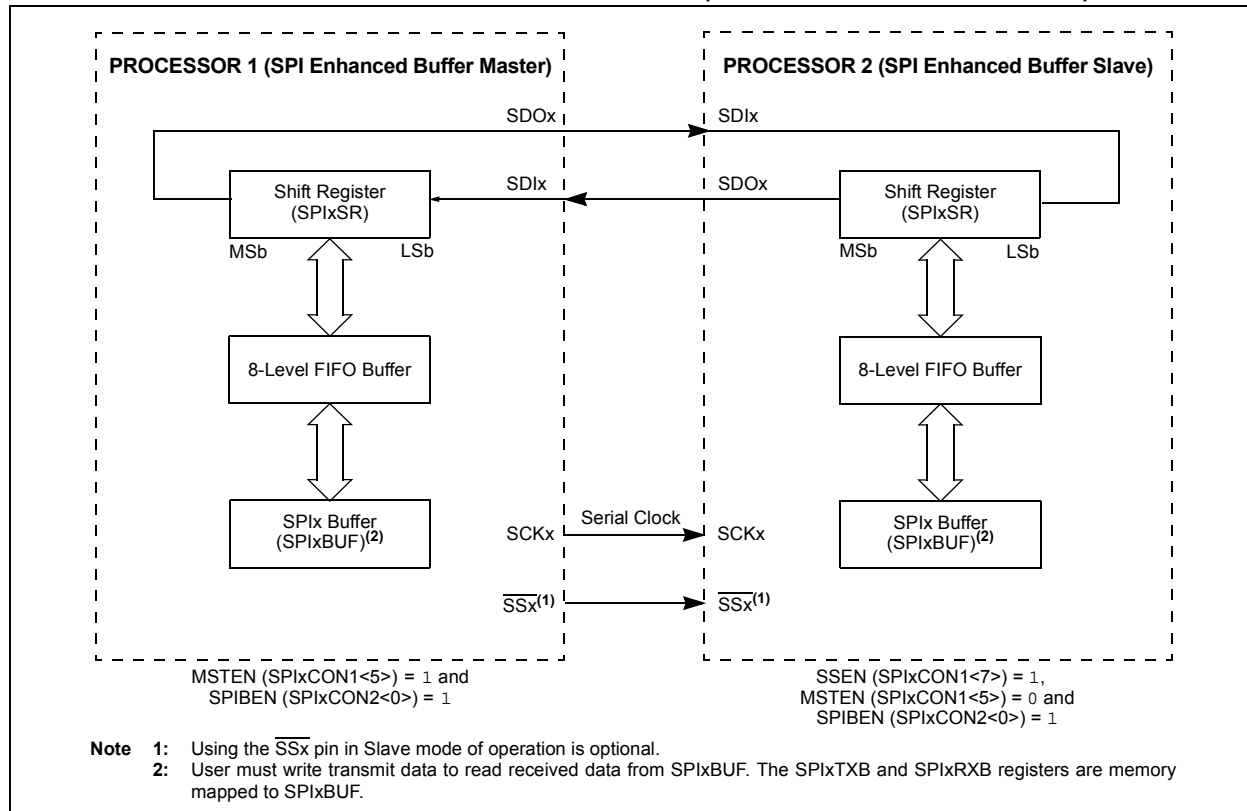 PROCESSOR 1 (SPI Enhanced Buffer Master)
PROCESSOR 2 (SPI Enhanced Buffer Slave)
SDOx
SDIx
Shift Register
(SPIxSR)
SDIx
SDOx
Shift Register
(SPIxSR)
MSb
LSb
MSb
LSb
8-Level FIFO Buffer
8-Level FIFO Buffer
SPIx Buffer
(SPIxBUF)(2)
SCKx
Serial Clock
SCKx
SPIx Buffer
(SPIxBUF)(2)
SSx(1)
SSx(1)
MSTEN (SPIxCON1<5>) = 1 and
SPIBEN (SPIxCON2<0>) = 1
SSEN (SPIxCON1<7>) = 1,
MSTEN (SPIxCON1<5>) = 0 and
SPIBEN (SPIxCON2<0>) = 1
Note 1: Using the SSx pin in Slave mode of operation is optional.
2: User must write transmit data to read received data from SPIxBUF. The SPIxTXB and SPIxRXB registers are memory
mapped to SPIxBUF.